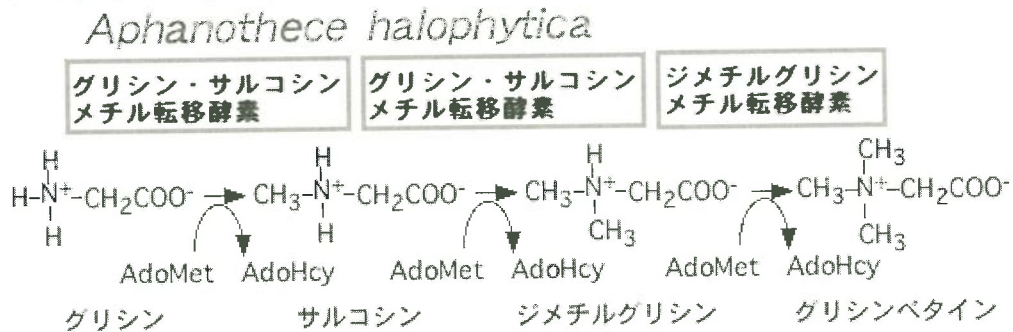 Aphanothece halophytica
グリシン・サルコシン
メチル転移酵素
グリシン・サルコシン
メチル転移酵素
ジメチルグリシン
メチル転移酵素
H
H-N⁺-CH₂COO⁻
H
H
CH₃-N⁺-CH₂COO⁻
H
H
CH₃-N⁺-CH₂COO⁻
CH₃
CH₃
CH₃-N⁺-CH₂COO⁻
CH₃
AdoMet AdoHcy
AdoMet AdoHcy
AdoMet AdoHcy
グリシン
サルコシン
ジメチルグリシン
グリシンベタイン